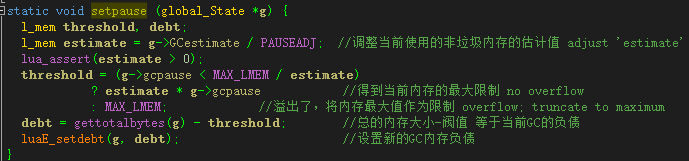 static void setpause (global_State *g) {
l_mem threshold, debt;
l_mem estimate = g->GCestimate / PAUSEADJ; //调整当前使用的非垃圾内存的估计值 adjust 'estimate'
lua_assert(estimate > 0);
threshold = (g->gcpause < MAX_LMEM / estimate)
? estimate * g->gcpause //得到当前内存的最大限制 no overflow
: MAX_LMEM; //溢出了，将内存最大值作为限制 overflow; truncate to maximum
debt = gettotalbytes(g) - threshold; //总的内存大小-阀值 等于当前GC的负债
luaE_setdebt(g, debt); //设置新的GC内存负债
}